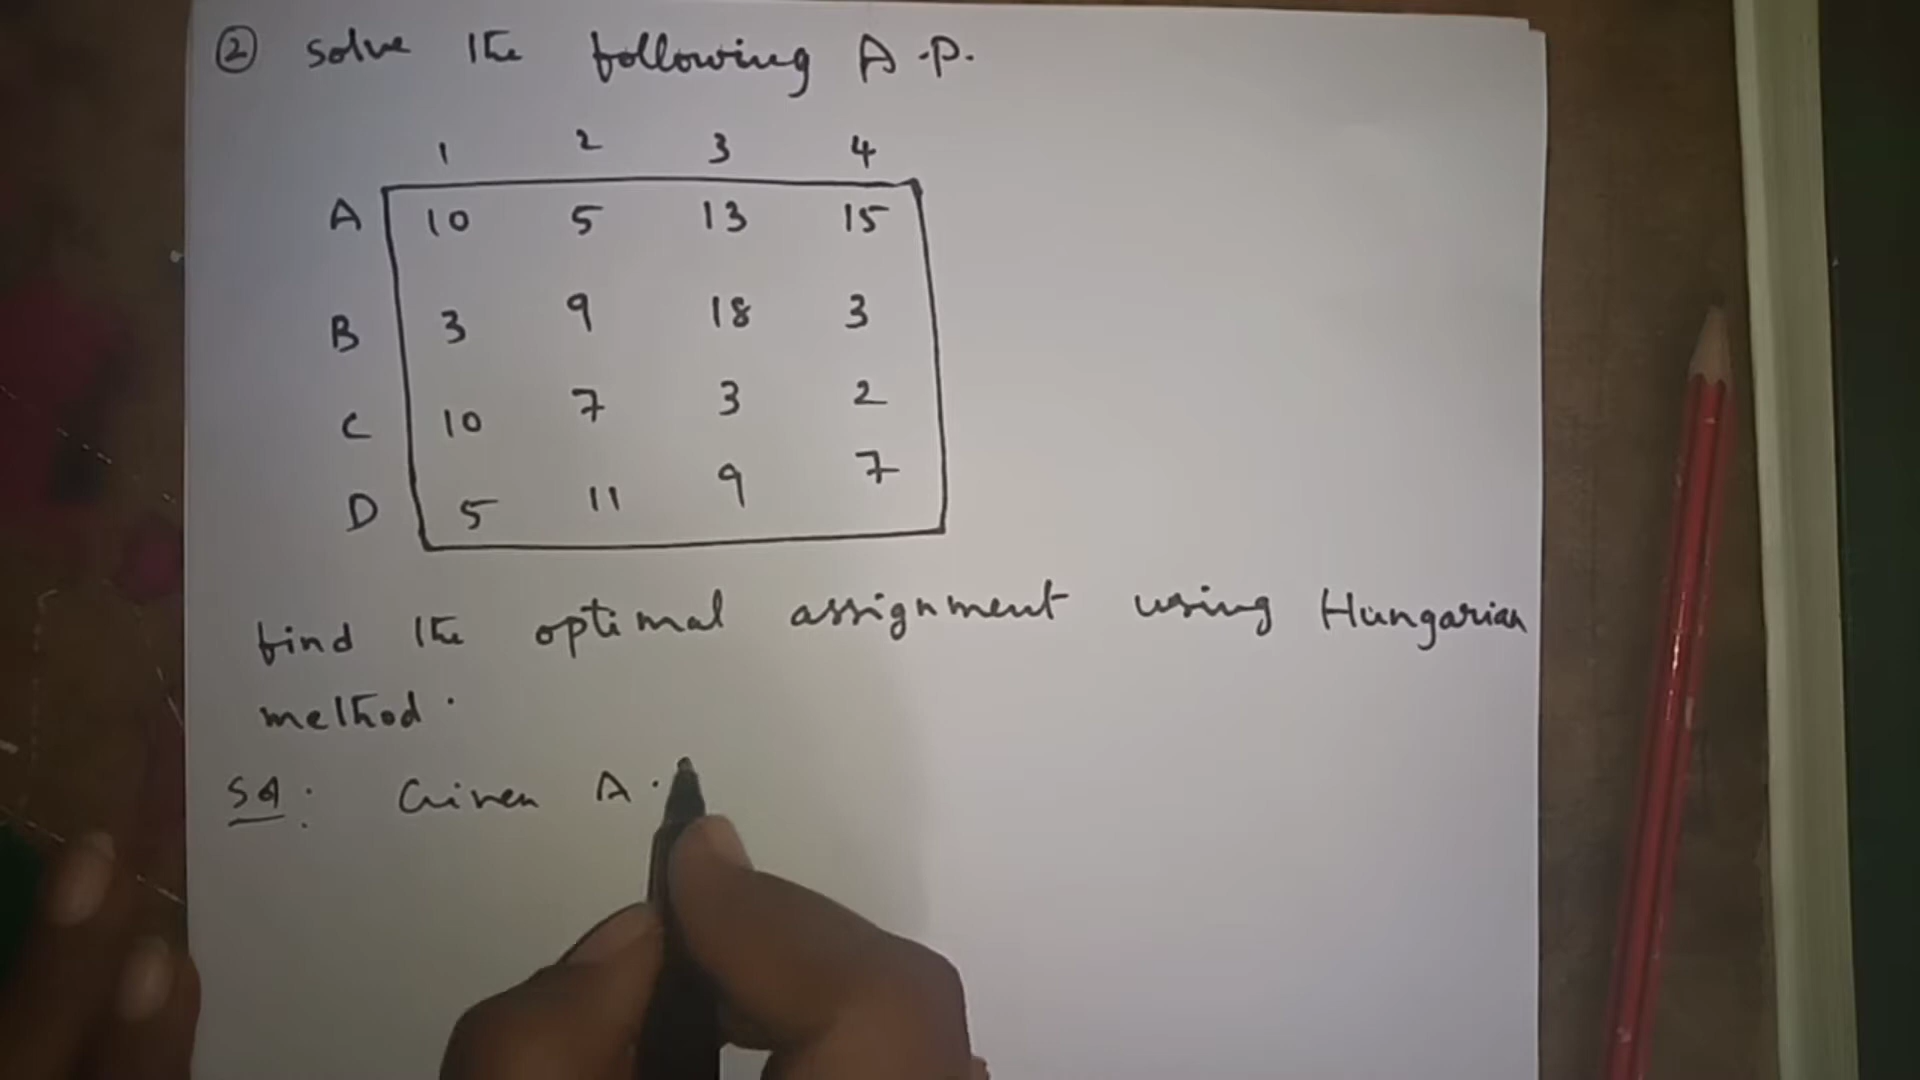 ② Solve the following A.P.
1 2 3 4
A 10 5 13 15
B 3 9 18 3
C 10 7 3 2
D 5 11 9 7
find the optimal assignment using Hungarian
method.
Sol: Given A.